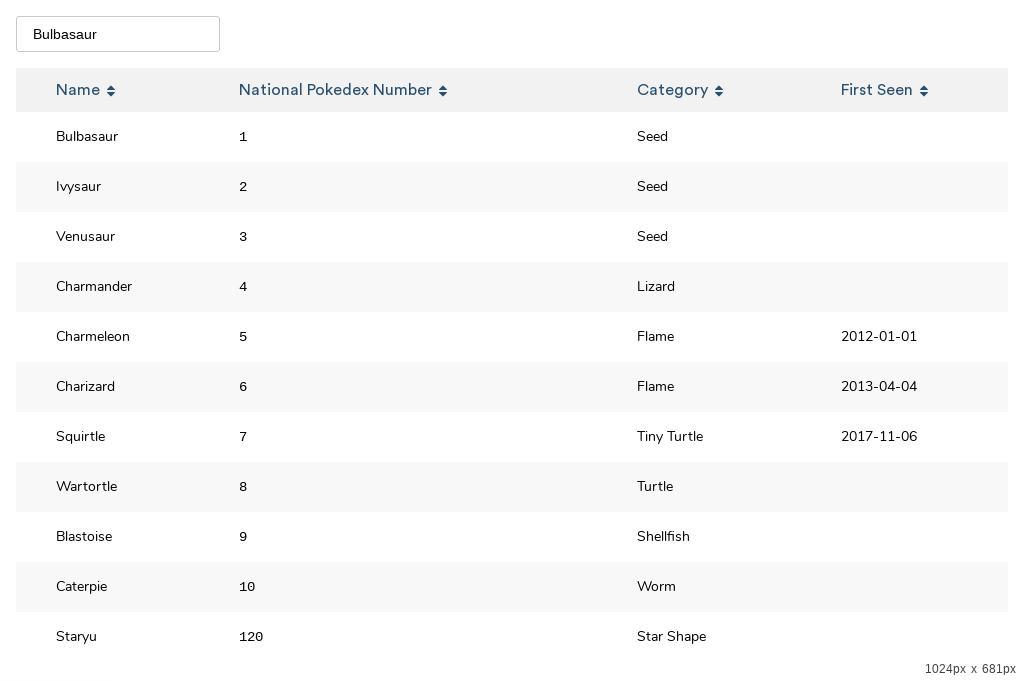 Bulbasaur
Name National Pokedex Number Category First Seen
Bulbasaur 1 Seed
Ivysaur 2 Seed
Venusaur 3 Seed
Charmander 4 Lizard
Charmeleon 5 Flame 2012-01-01
Charizard 6 Flame 2013-04-04
Squirtle 7 Tiny Turtle 2017-11-06
Wartortle 8 Turtle
Blastoise 9 Shellfish
Caterpie 10 Worm
Staryu 120 Star Shape
1024px x 681px